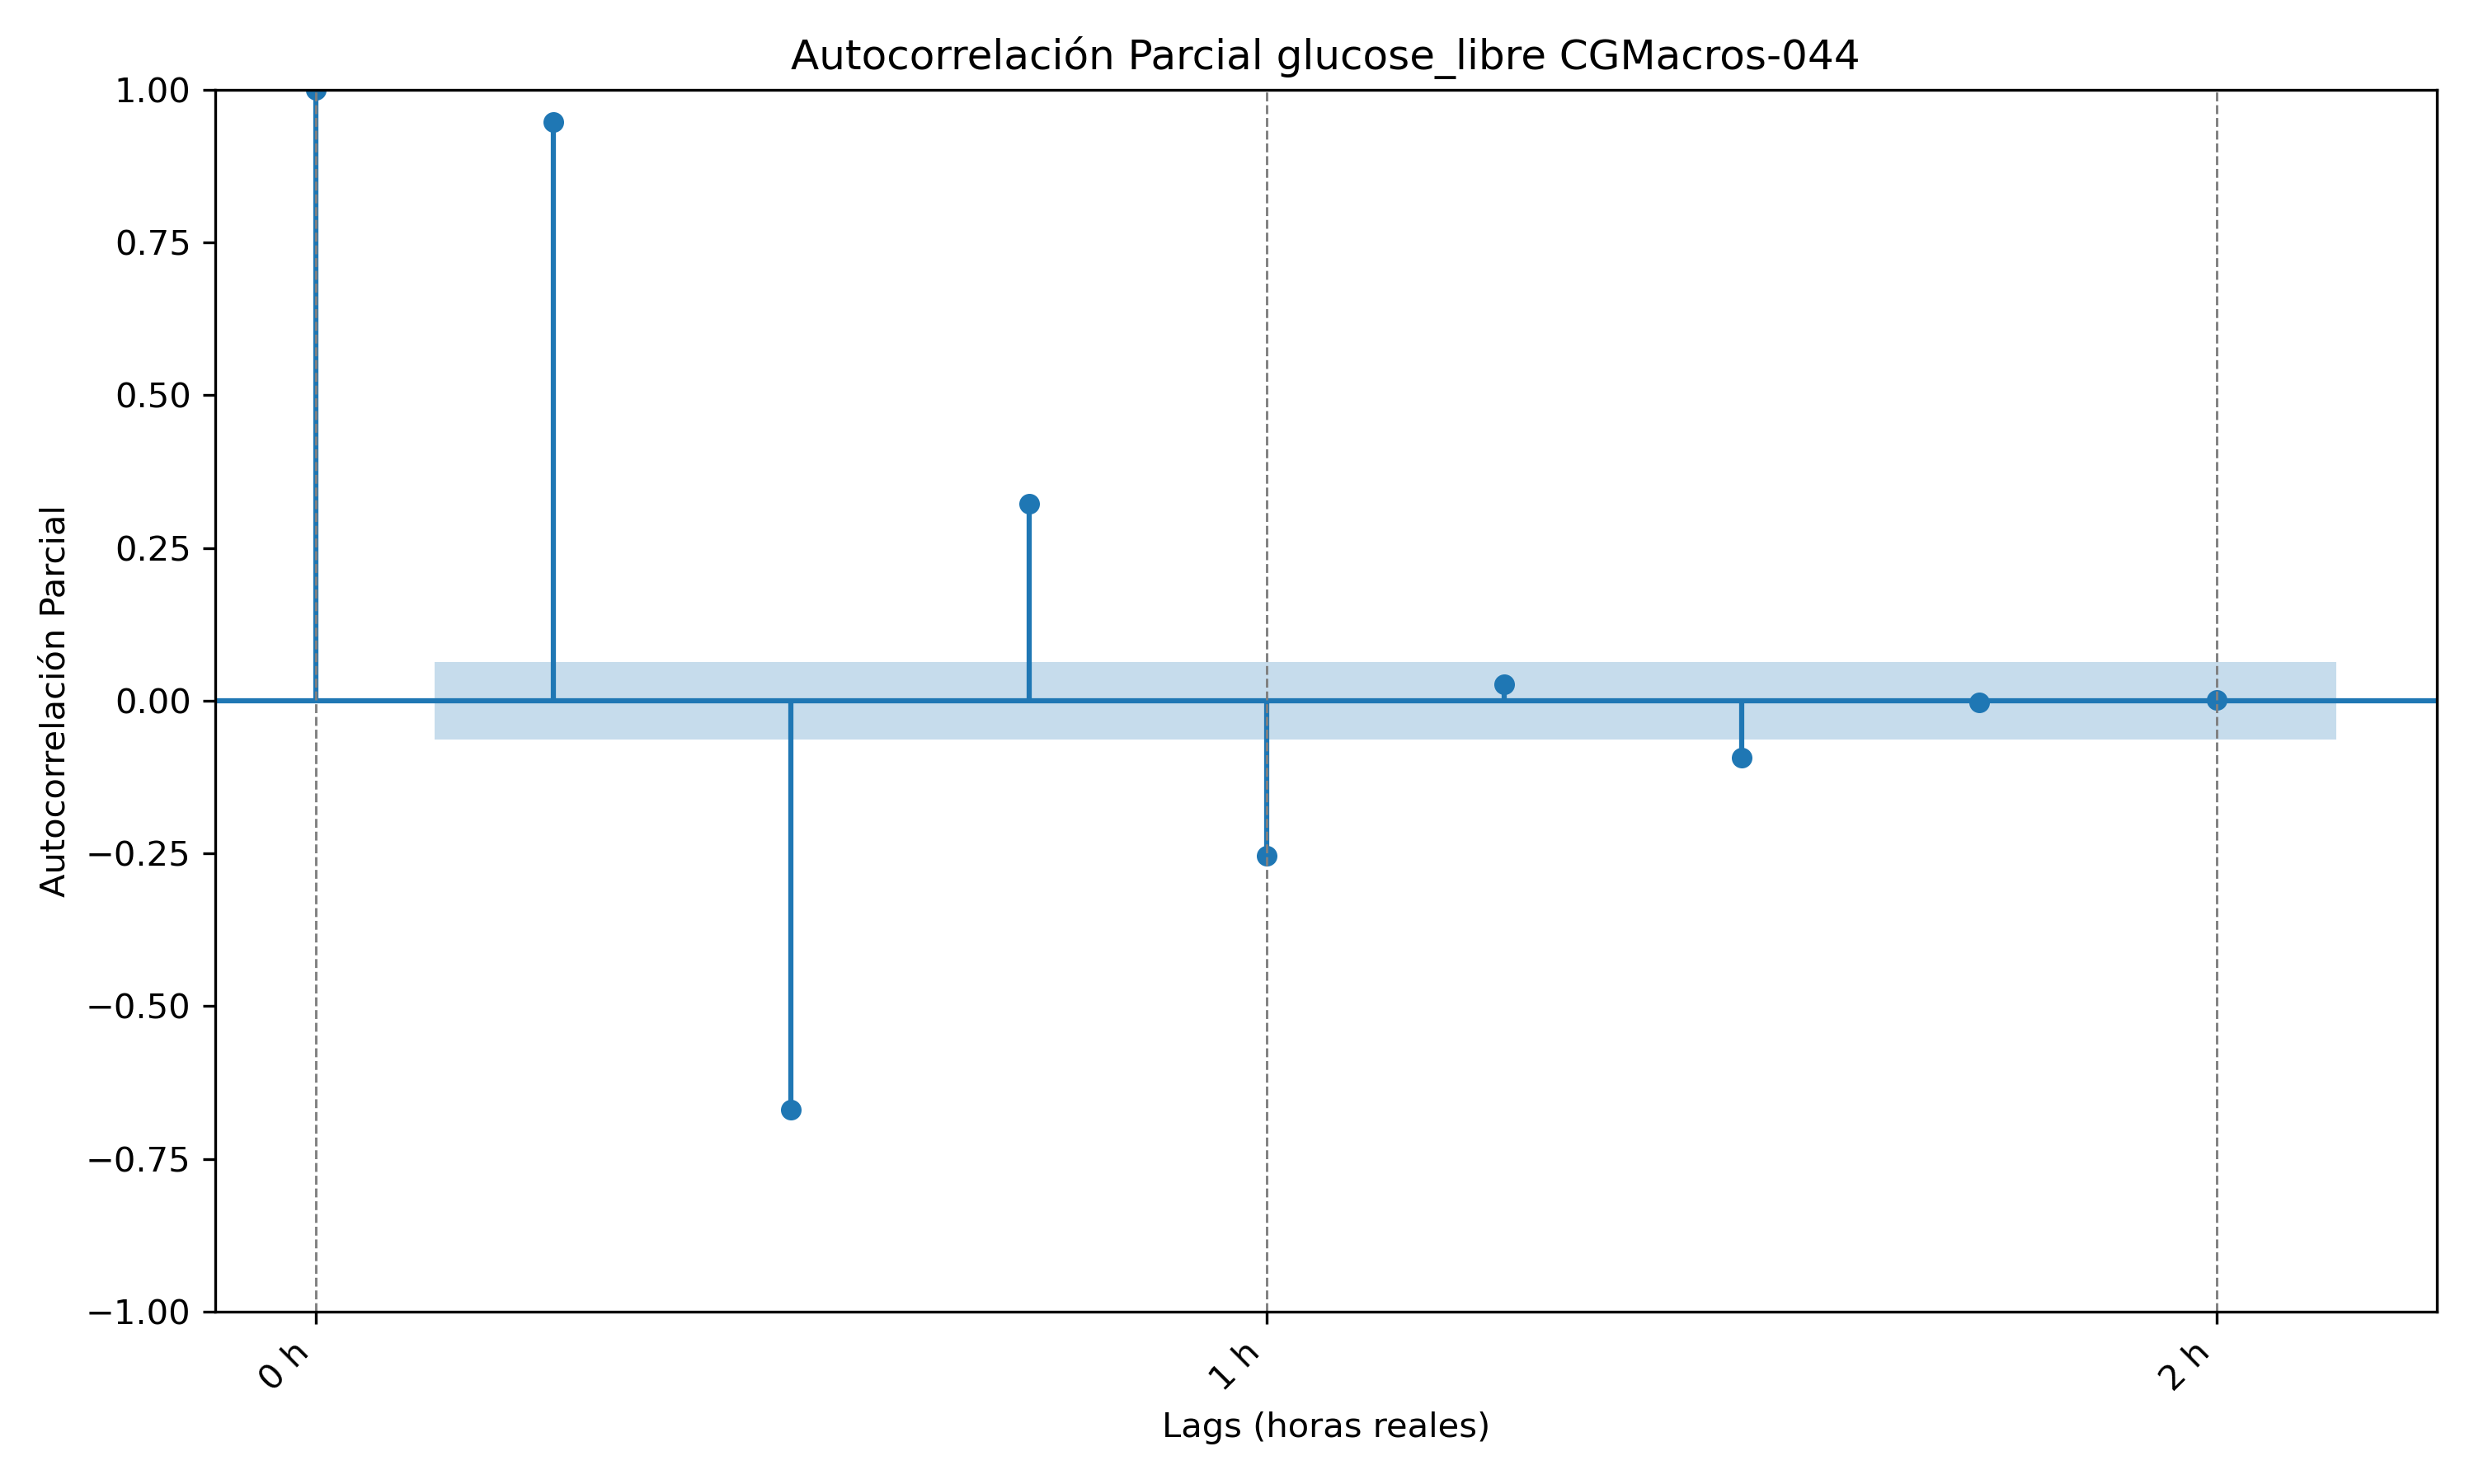 Autocorrelación Parcial glucose_libre CGMacros-044
1.00
0.75
0.50
0.25
0.00
−0.25
−0.50
−0.75
−1.00
Autocorrelación Parcial
0 h
1 h
2 h
Lags (horas reales)